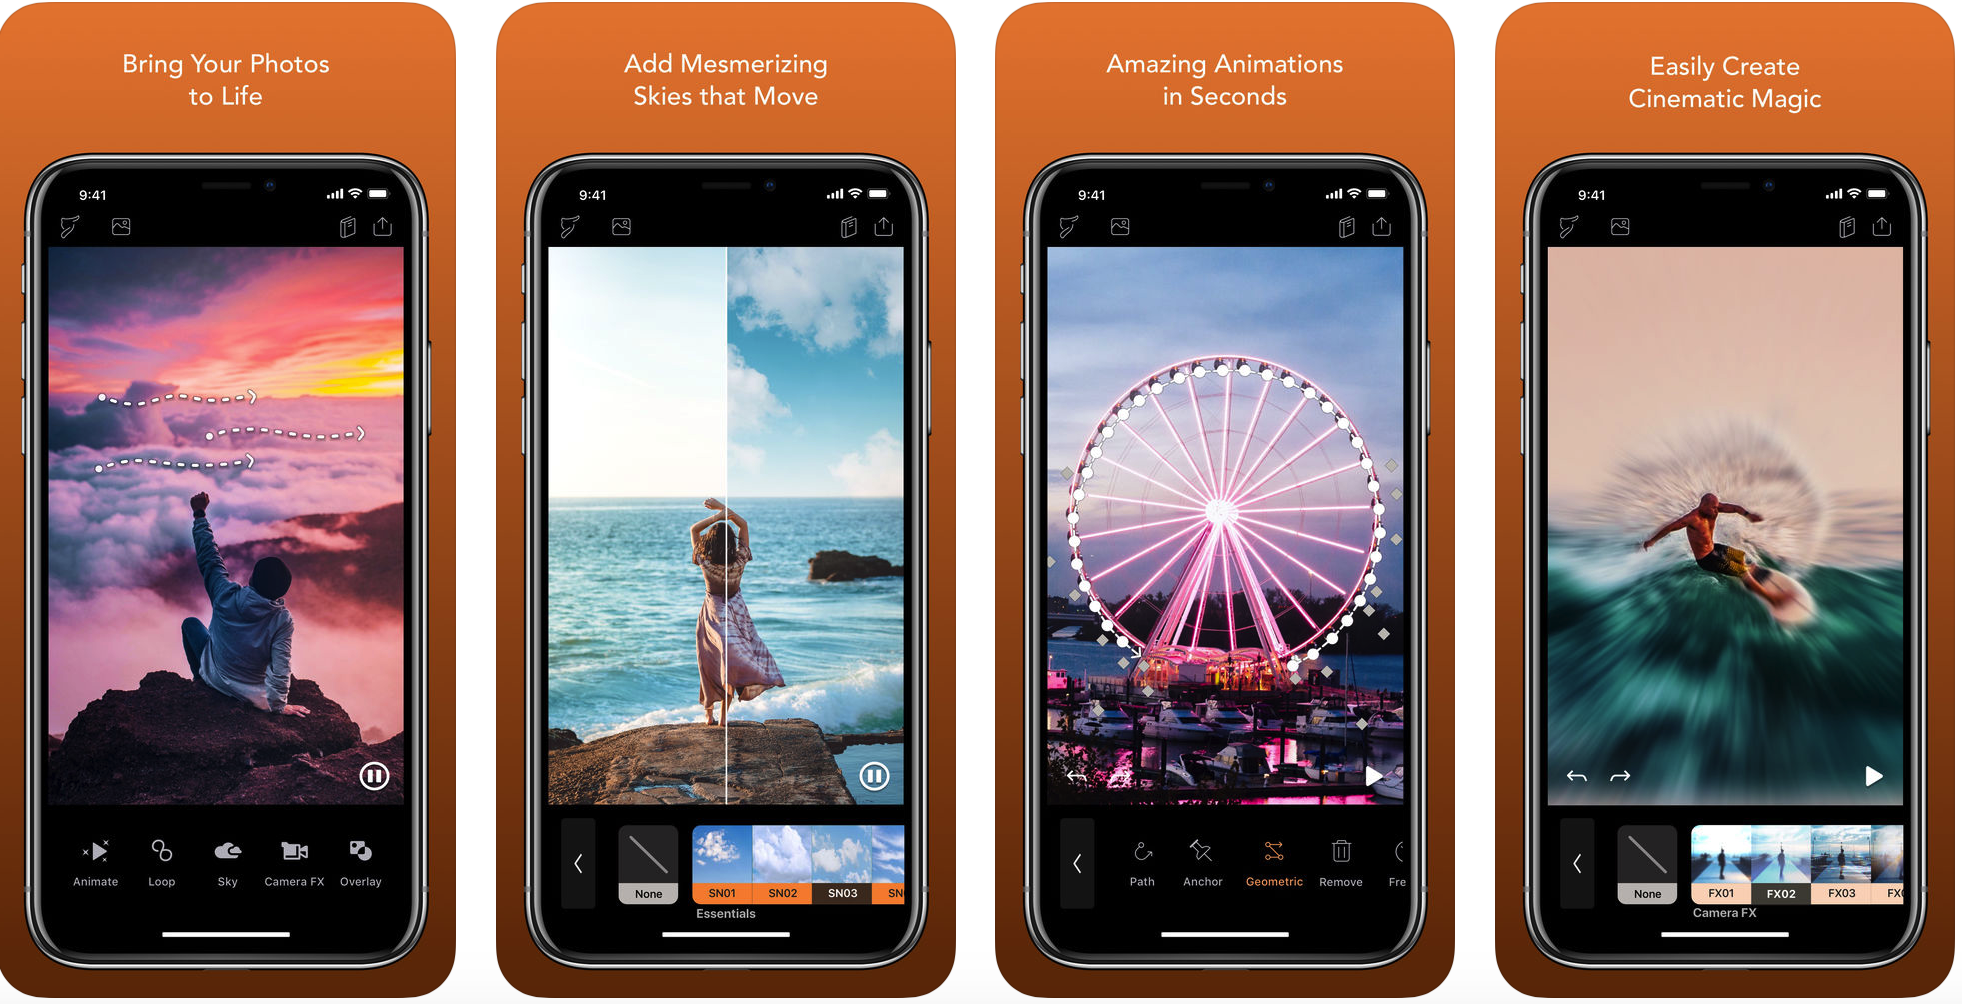 Bring Your Photos
to Life
9:41
Animate
Loop
Sky
Camera FX
Overlay
Add Mesmerizing
Skies that Move
9:41
None
SN01
SN02
SN03
SN
Essentials
Amazing Animations
in Seconds
9:41
Path
Anchor
Geometric
Remove
Fre
Easily Create
Cinematic Magic
9:41
None
FX01
FX02
FX03
FX
Camera FX